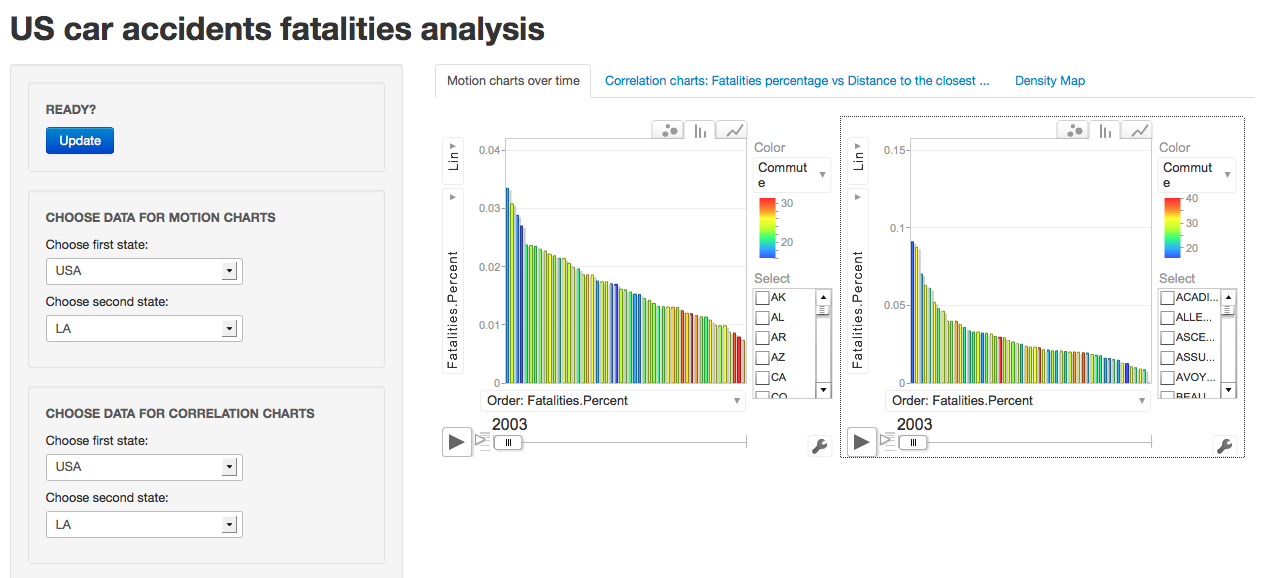 US car accidents fatalities analysis
READY?
Update
CHOOSE DATA FOR MOTION CHARTS
Choose first state:
USA
Choose second state:
LA
CHOOSE DATA FOR CORRELATION CHARTS
Choose first state:
USA
Choose second state:
LA
Motion charts over time
Correlation charts: Fatalities percentage vs Distance to the closest ...
Density Map
Lin
Fatalities.Percent
0.04
0.03
0.02
0.01
0
Order: Fatalities.Percent
2003
Color
Commut
e
30
20
Select
AK
AL
AR
AZ
CA
CO
Lin
Fatalities.Percent
0.15
0.1
0.05
0
Order: Fatalities.Percent
2003
Color
Commut
e
40
30
20
Select
ACADI...
ALLE...
ASCE...
ASSU...
AVOY...
BEAU...